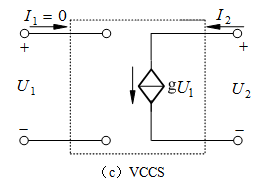 I₁ = 0 I₂
+ +
U₁ gU₁ U₂
− −
（c）VCCS